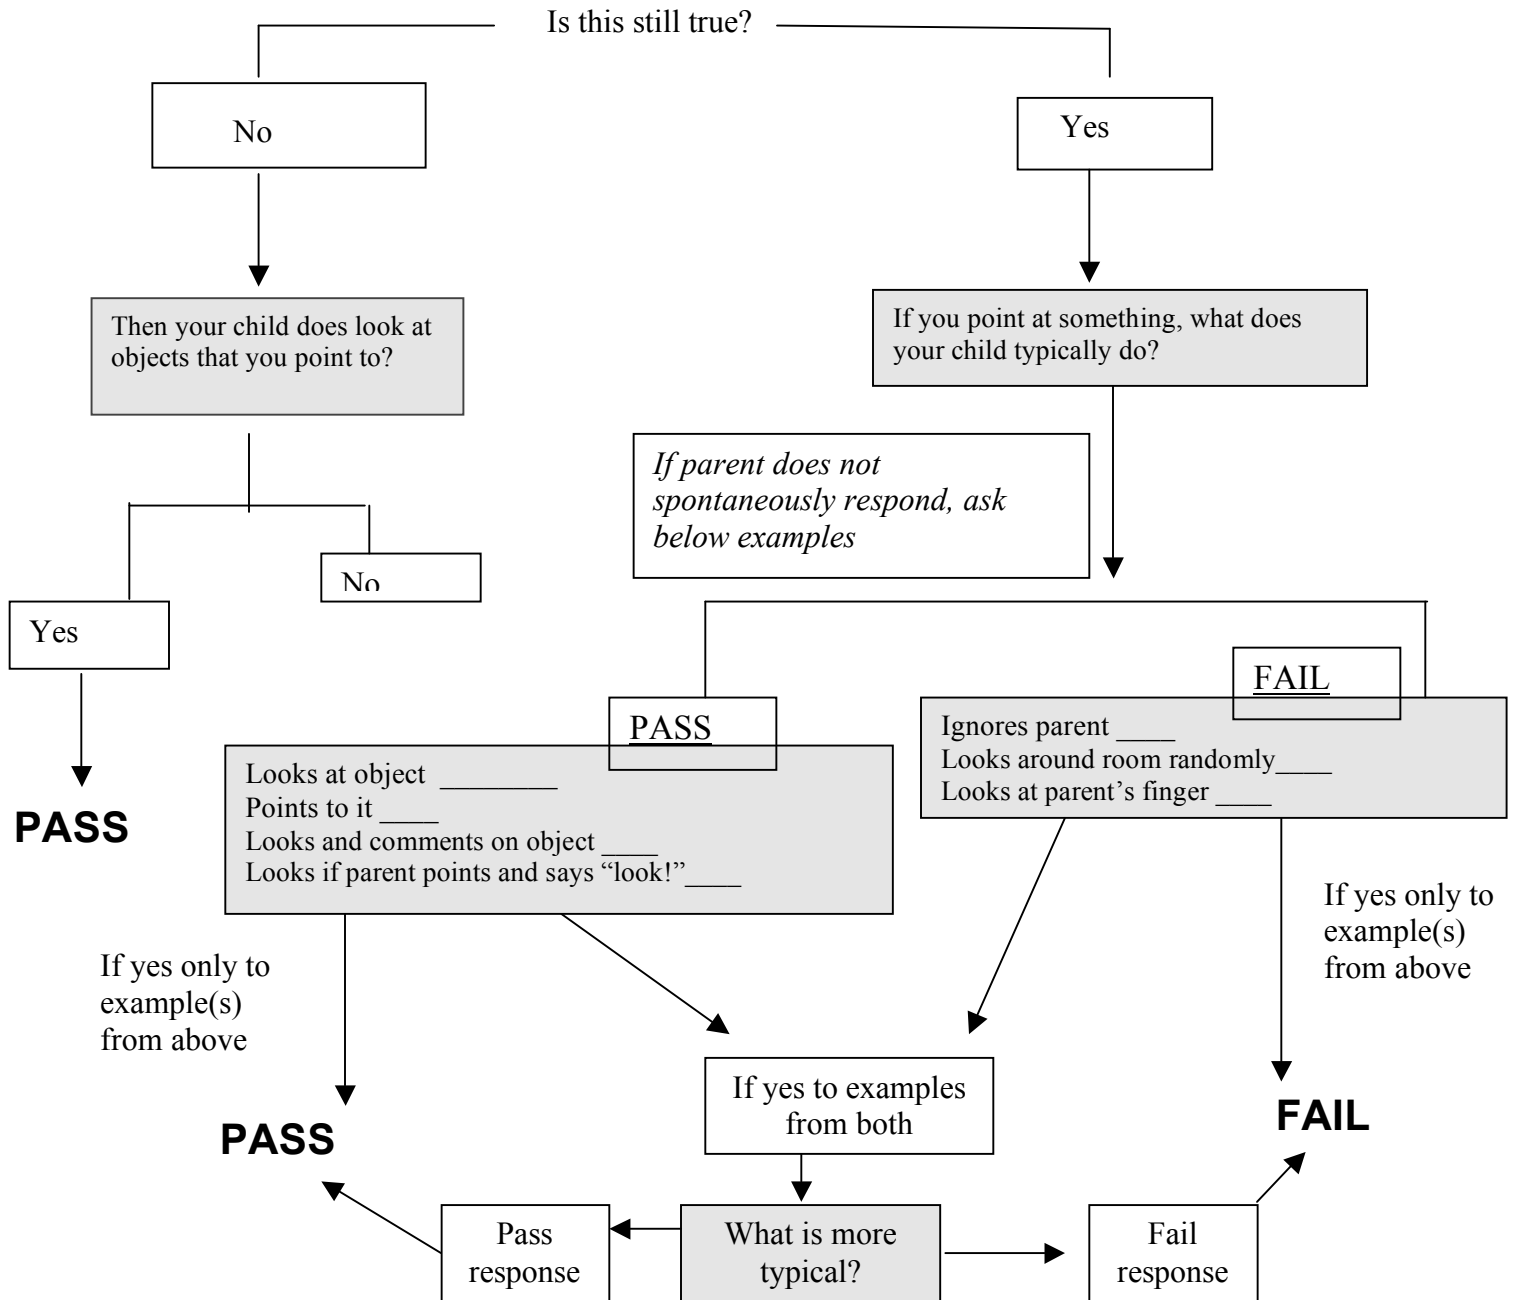 Is this still true?
No
Yes
Then your child does look at
objects that you point to?
If you point at something, what does
your child typically do?
If parent does not
spontaneously respond, ask
below examples
No
Yes
PASS
FAIL
PASS
Looks at object _________
Points to it ____
Looks and comments on object ____
Looks if parent points and says “look!”____
Ignores parent ____
Looks around room randomly____
Looks at parent’s finger ____
If yes only to
example(s)
from above
If yes only to
example(s)
from above
If yes to examples
from both
PASS
FAIL
Pass
response
What is more
typical?
Fail
response